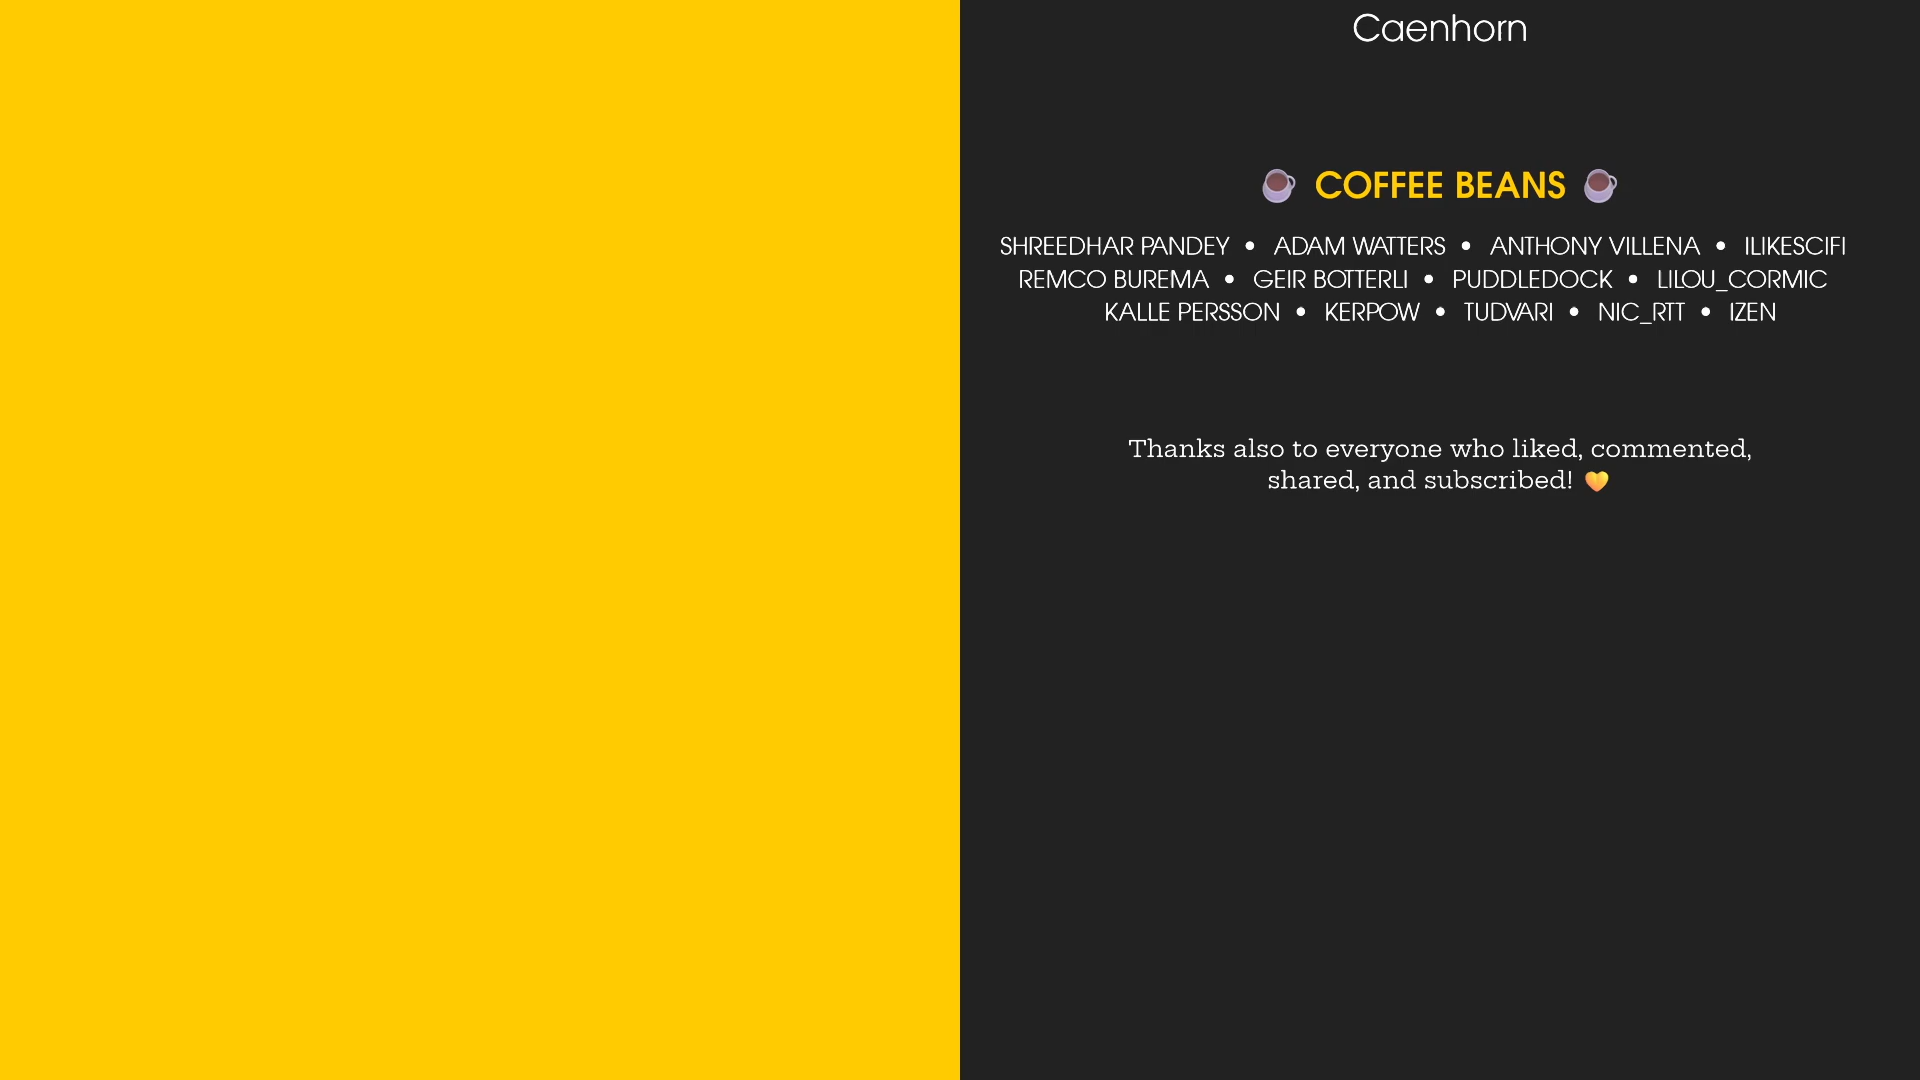 Caenhorn
COFFEE BEANS
SHREEDHAR PANDEY • ADAM WATTERS • ANTHONY VILLENA • ILIKESCIFI
REMCO BUREMA • GEIR BOTTERLI • PUDDLEDOCK • LILOU_CORMIC
KALLE PERSSON • KERPOW • TUDVARI • NIC_RTT • IZEN
Thanks also to everyone who liked, commented,
shared, and subscribed! 💛